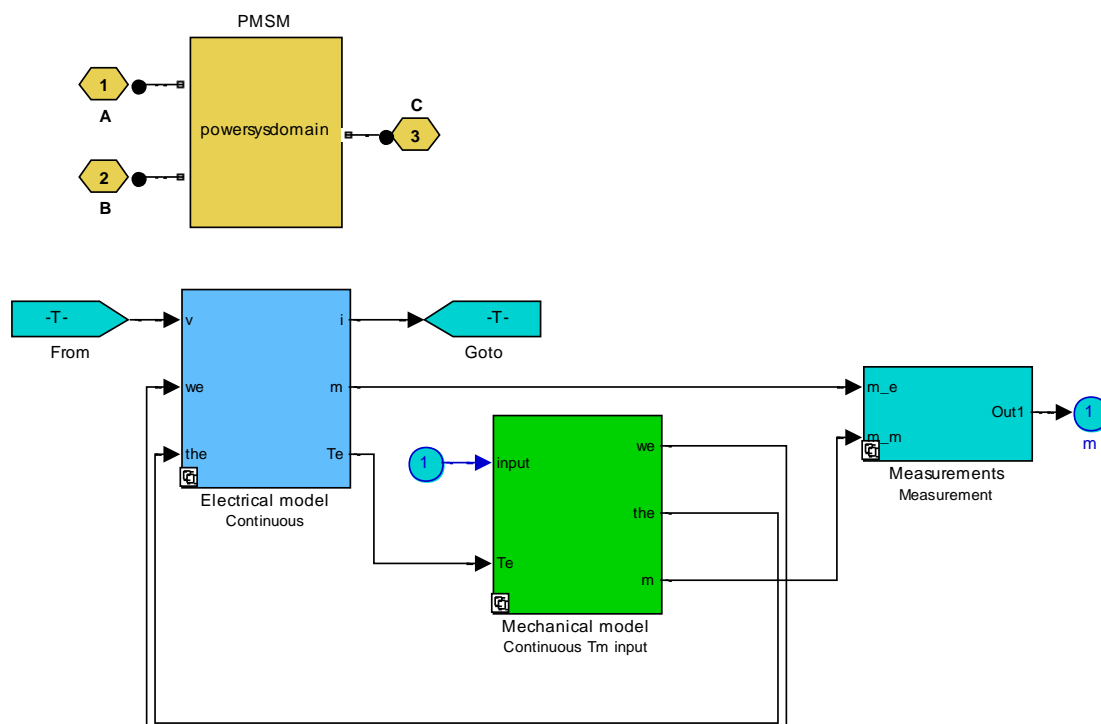 PMSM
1
A
powersysdomain
C
3
2
B
-T-
From
v
we
the
i
m
Te
Electrical model
Continuous
-T-
Goto
1
input
Te
we
the
m
Mechanical model
Continuous Tm input
m_e
m_m
Out1
Measurements
Measurement
1
m